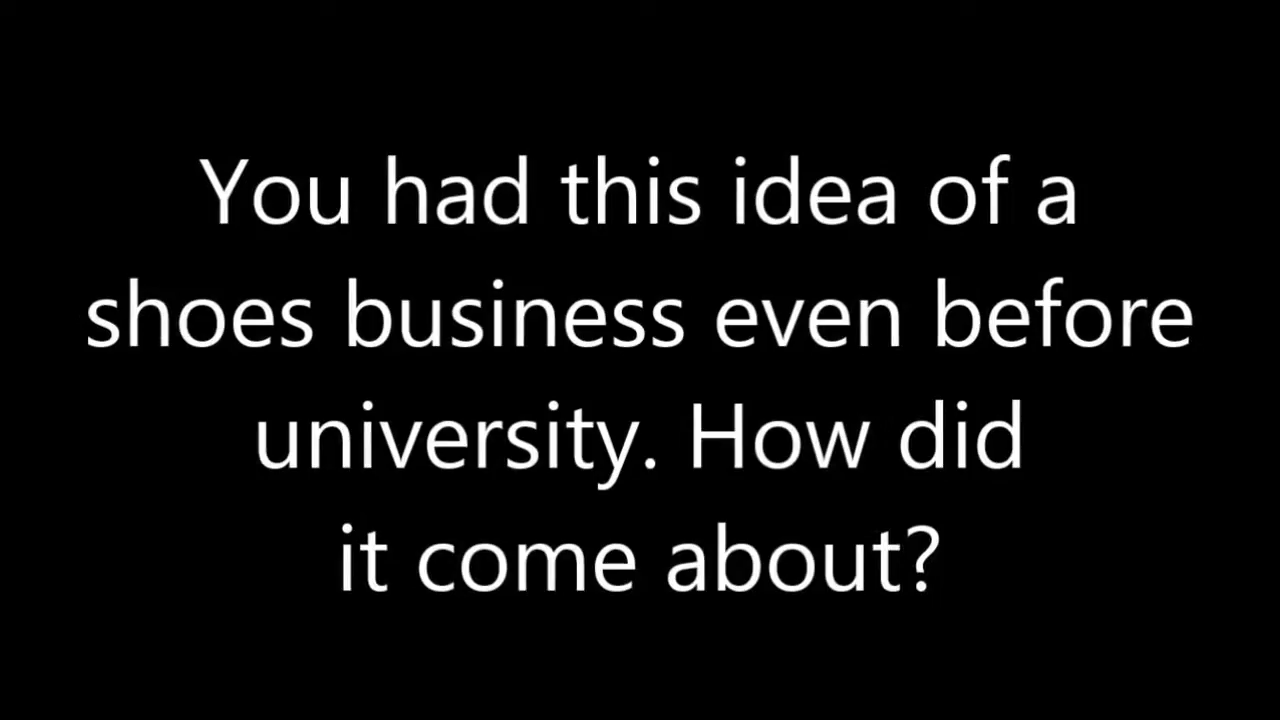 You had this idea of a
shoes business even before
university. How did
it come about?